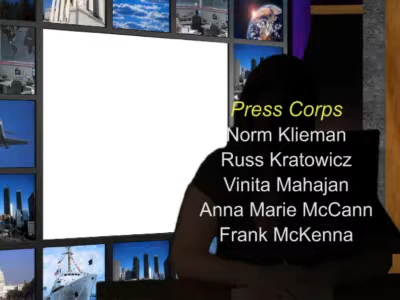 Press Corps
Norm Klieman
Russ Kratowicz
Vinita Mahajan
Anna Marie McCann
Frank McKenna